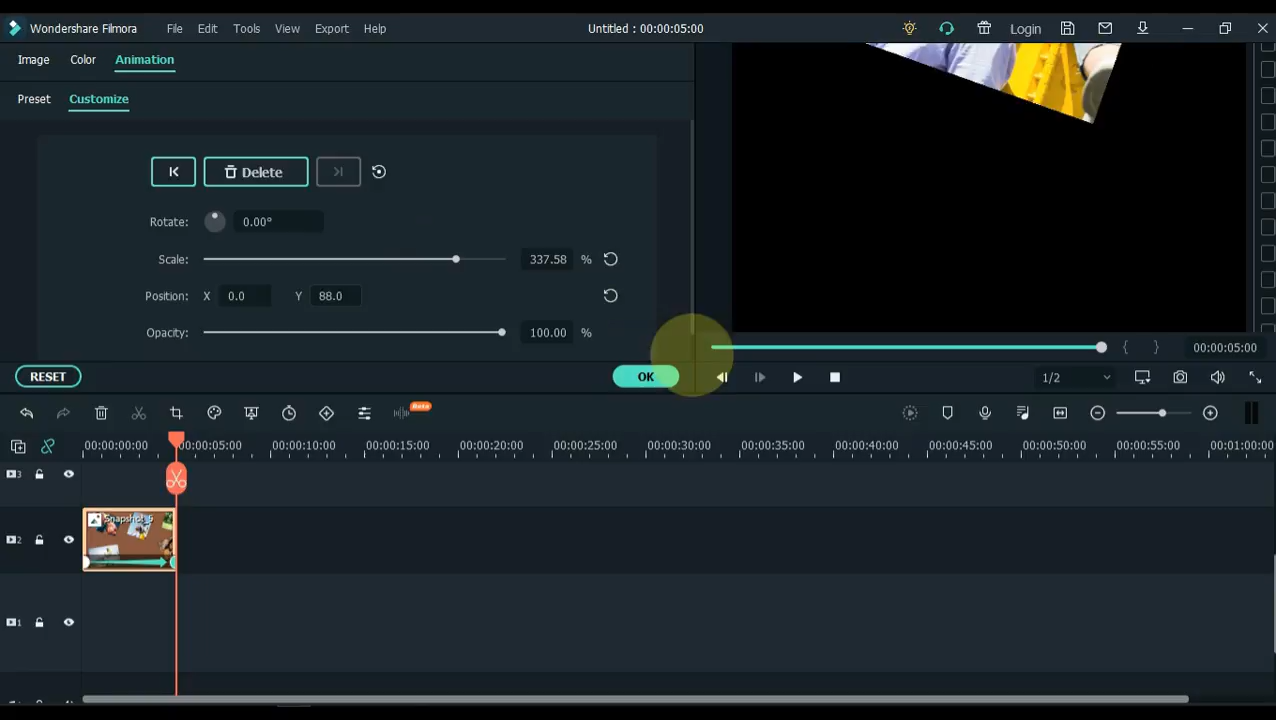 Wondershare Filmora File Edit Tools View Export Help Untitled : 00:00:05:00 Login
Image Color Animation
Preset Customize
Delete
Rotate: 0.00°
Scale: 337.58 %
Position: X 0.0 Y 88.0
Opacity: 100.00 %
{ } 00:00:05:00
RESET OK 1/2
Beta
00:00:00:00 00:00:05:00 00:00:10:00 00:00:15:00 00:00:20:00 00:00:25:00 00:00:30:00 00:00:35:00 00:00:40:00 00:00:45:00 00:00:50:00 00:00:55:00 00:01:00:00
3
Snapshot_5
2
1